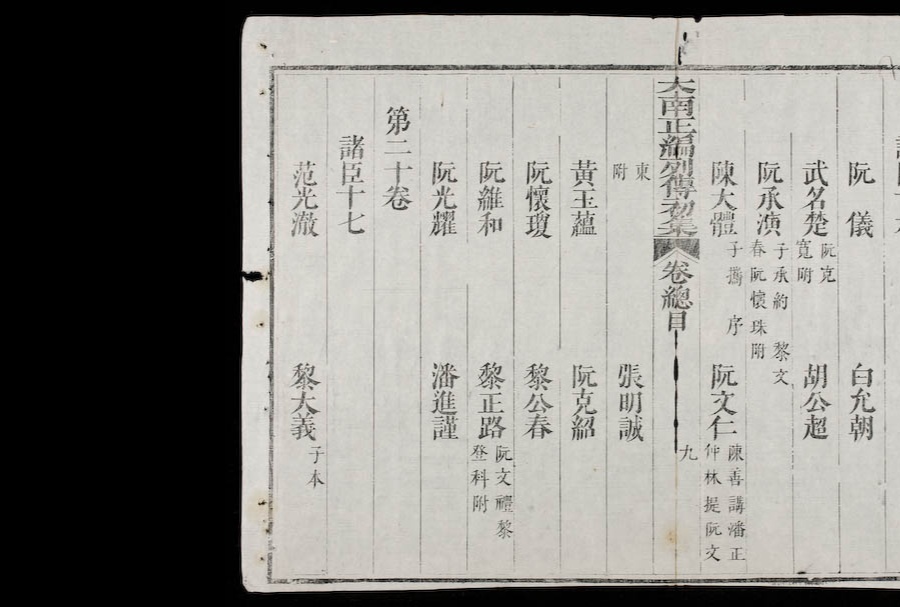 阮 儀 白允朝
武名楚 阮克寬附 胡公超
阮承演 子承約 黎文春阮懷珠附
陳大體 子 序 阮文仁 陳善講潘正仲林提阮文
大南正編列傳初集 卷總目 九
東附 張明誠
黃玉蘊 阮克紹
阮懷瓊 黎公春
阮維和 黎正路 阮文禮黎登科附
阮光耀 潘進謹
第二十卷
諸臣十七
范光澈 黎大義 子本